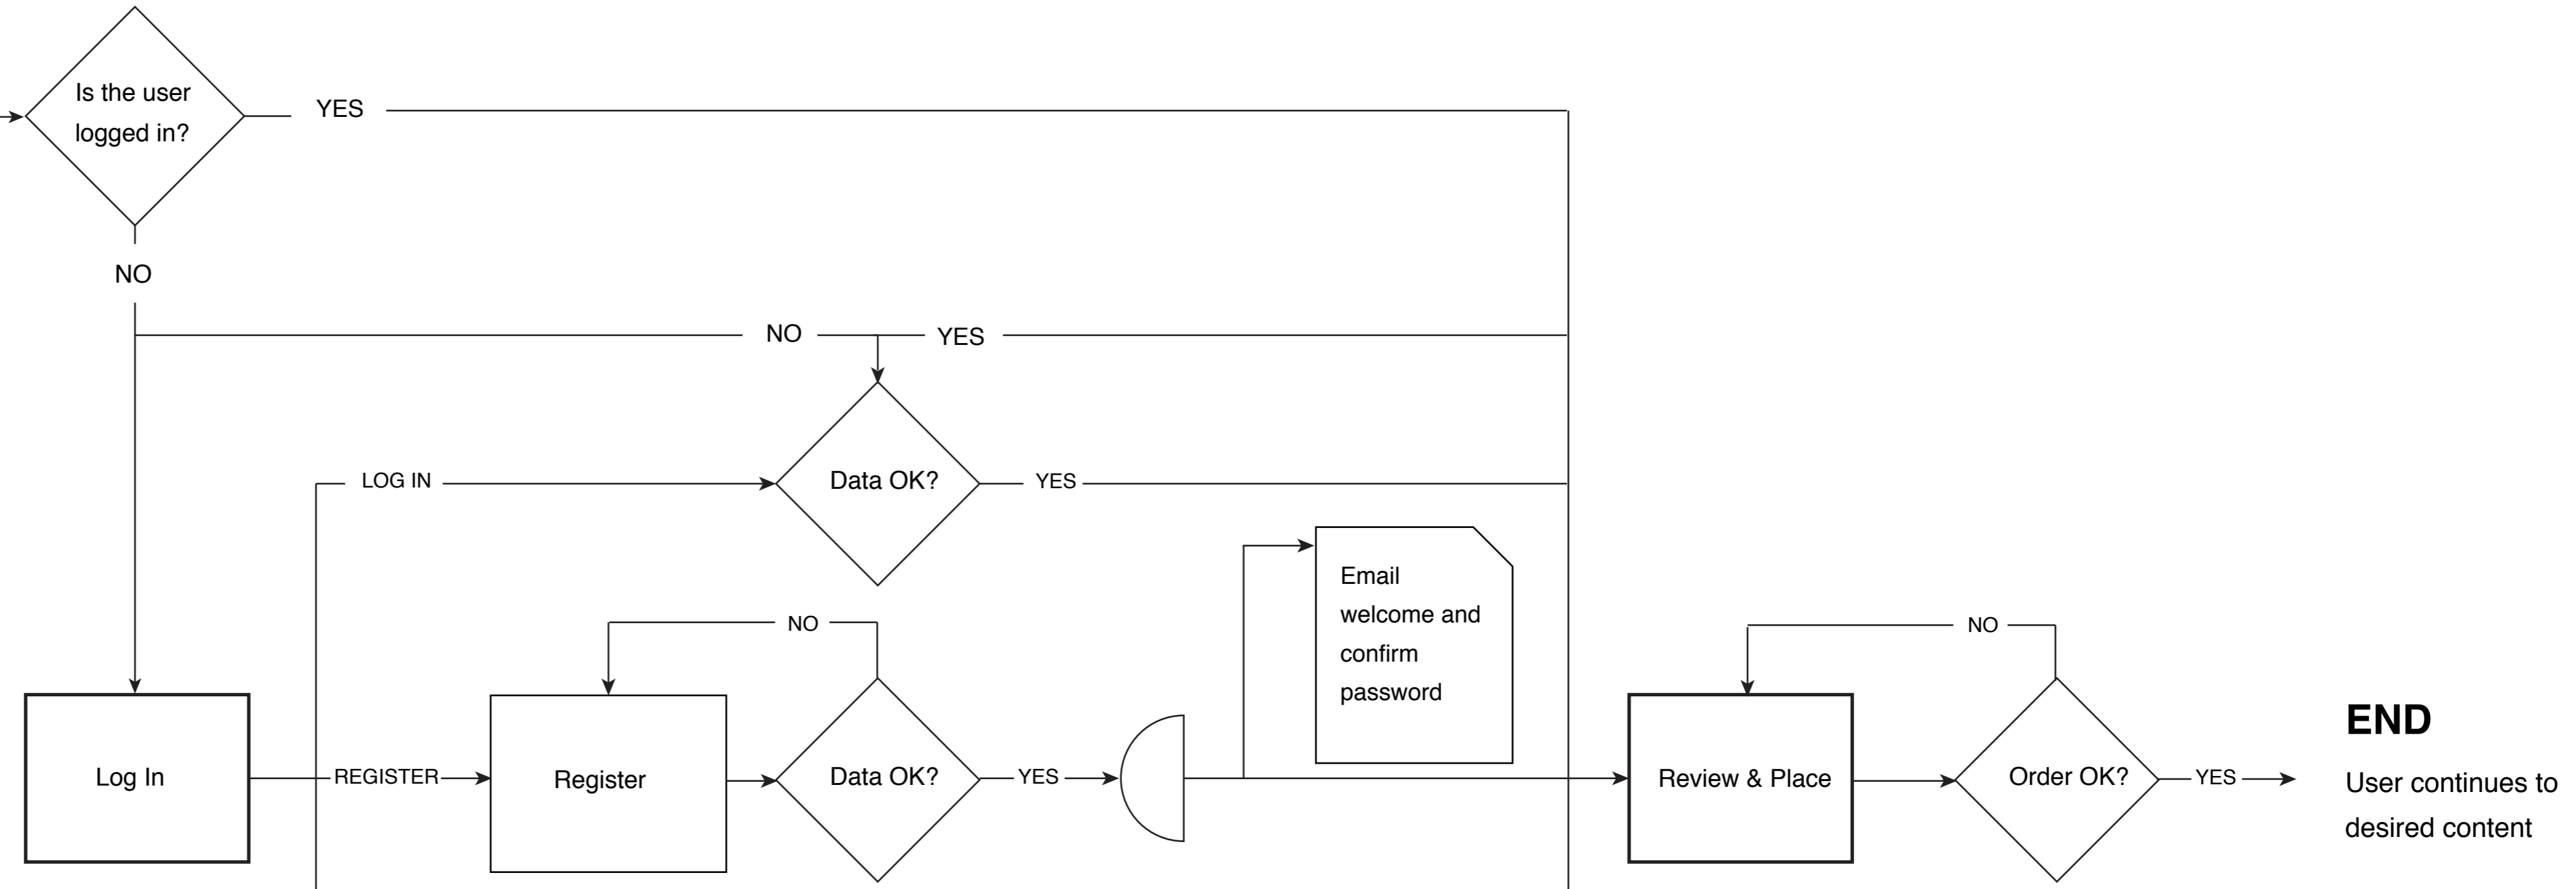 Is the user
logged in?
YES
NO
NO
YES
LOG IN
Data OK?
YES
Email
welcome and
confirm
password
NO
NO
Log In
REGISTER
Register
Data OK?
YES
Review & Place
Order OK?
YES
END
User continues to
desired content